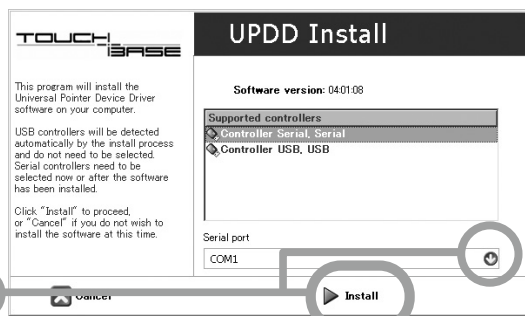 TOUCH
BASE
UPDD Install
This program will install the
Universal Pointer Device Driver
software on your computer.
USB controllers will be detected
automatically by the install process
and do not need to be selected.
Serial controllers need to be
selected now or after the software
has been installed.
Click "Install" to proceed,
or "Cancel" if you do not wish to
install the software at this time.
Software version: 04:01:08
Supported controllers
Controller Serial, Serial
Controller USB, USB
Serial port
COM1
Cancel
Install